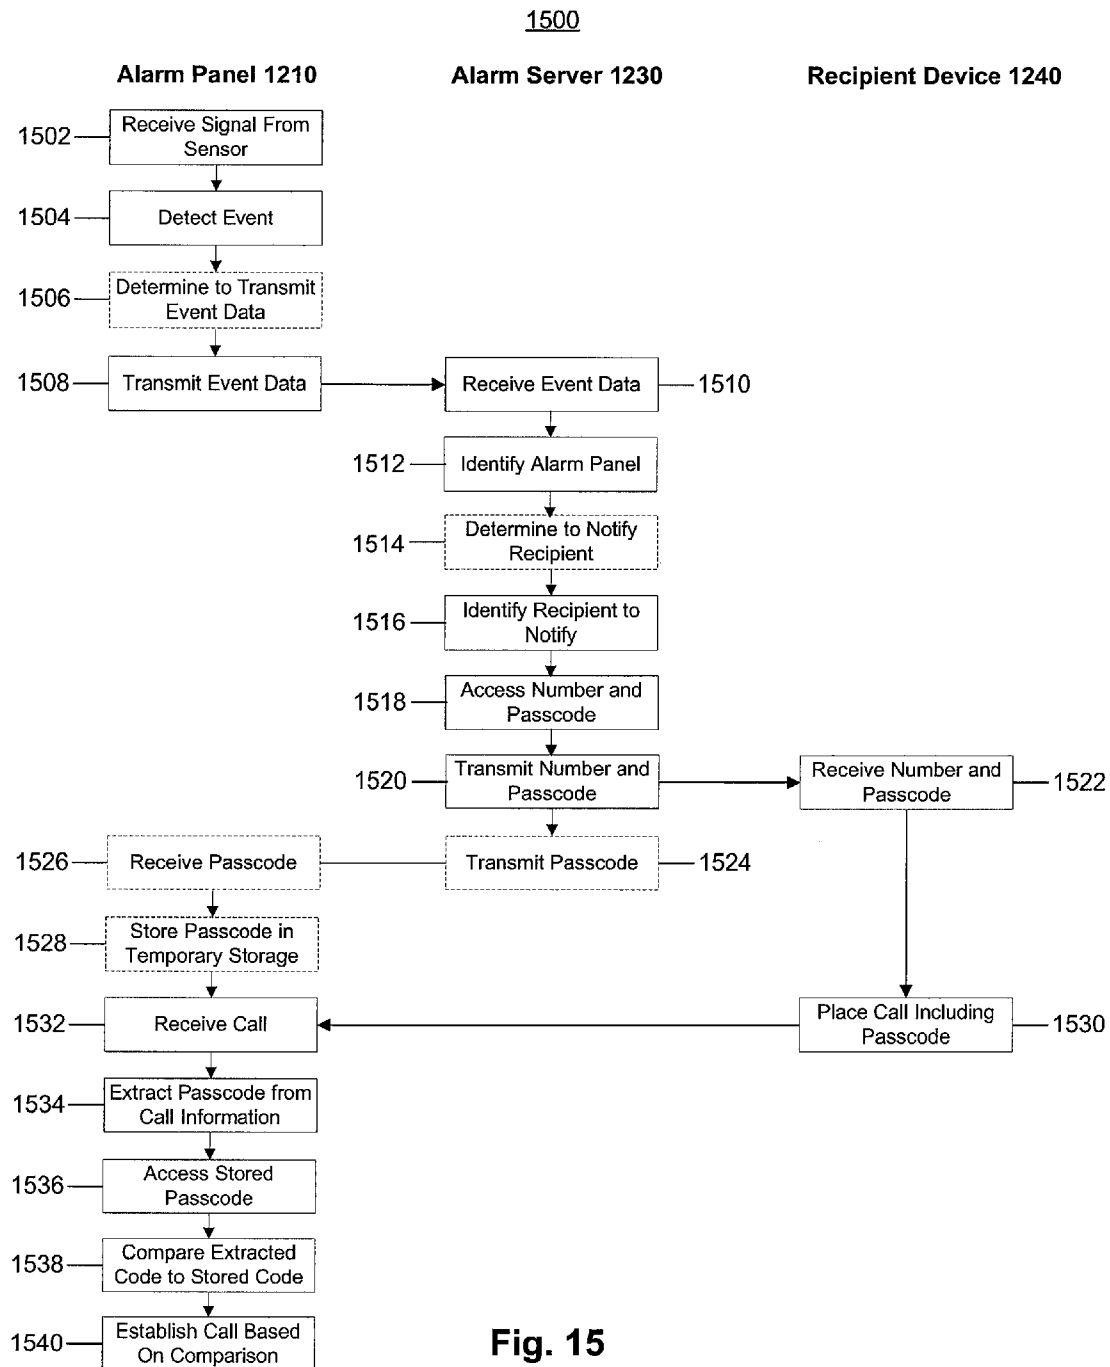 1500
Alarm Panel 1210
Alarm Server 1230
Recipient Device 1240
1502
Receive Signal From
Sensor
1504
Detect Event
1506
Determine to Transmit
Event Data
1508
Transmit Event Data
Receive Event Data
1510
1512
Identify Alarm Panel
1514
Determine to Notify
Recipient
1516
Identify Recipient to
Notify
1518
Access Number and
Passcode
1520
Transmit Number and
Passcode
Receive Number and
Passcode
1522
1526
Receive Passcode
Transmit Passcode
1524
1528
Store Passcode in
Temporary Storage
1532
Receive Call
Place Call Including
Passcode
1530
1534
Extract Passcode from
Call Information
1536
Access Stored
Passcode
1538
Compare Extracted
Code to Stored Code
1540
Establish Call Based
On Comparison
Fig. 15